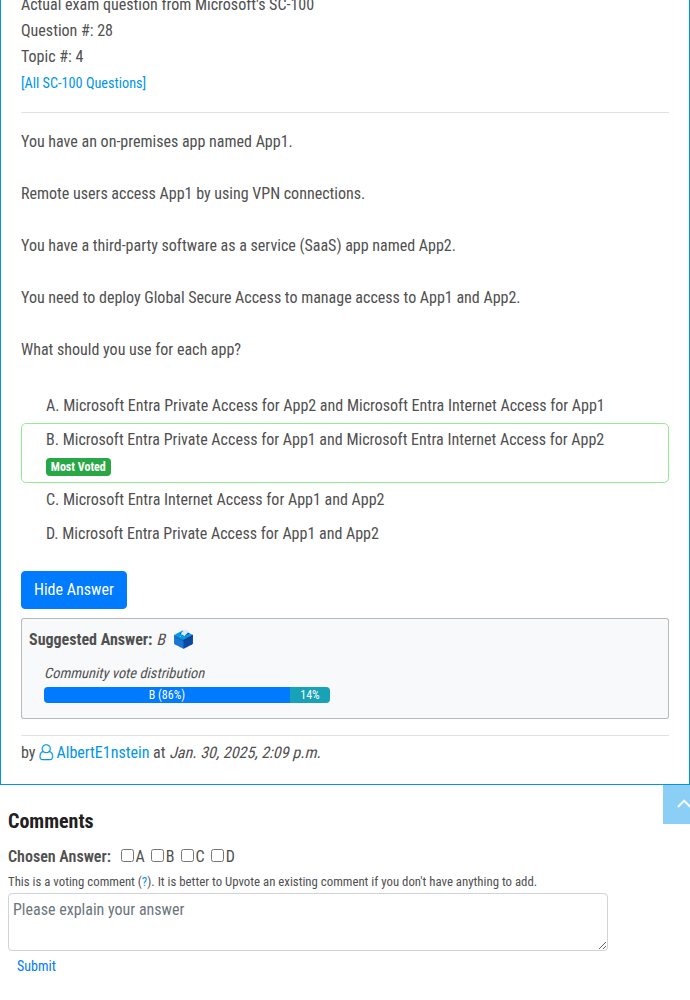 Actual exam question from Microsoft's SC-100
Question #: 28
Topic #: 4
[All SC-100 Questions]
You have an on-premises app named App1.
Remote users access App1 by using VPN connections.
You have a third-party software as a service (SaaS) app named App2.
You need to deploy Global Secure Access to manage access to App1 and App2.
What should you use for each app?
A. Microsoft Entra Private Access for App2 and Microsoft Entra Internet Access for App1
B. Microsoft Entra Private Access for App1 and Microsoft Entra Internet Access for App2
Most Voted
C. Microsoft Entra Internet Access for App1 and App2
D. Microsoft Entra Private Access for App1 and App2
Hide Answer
Suggested Answer: B
Community vote distribution
B (86%) 14%
by AlbertE1nstein at Jan. 30, 2025, 2:09 p.m.
Comments
Chosen Answer: A B C D
This is a voting comment (?). It is better to Upvote an existing comment if you don't have anything to add.
Please explain your answer
Submit